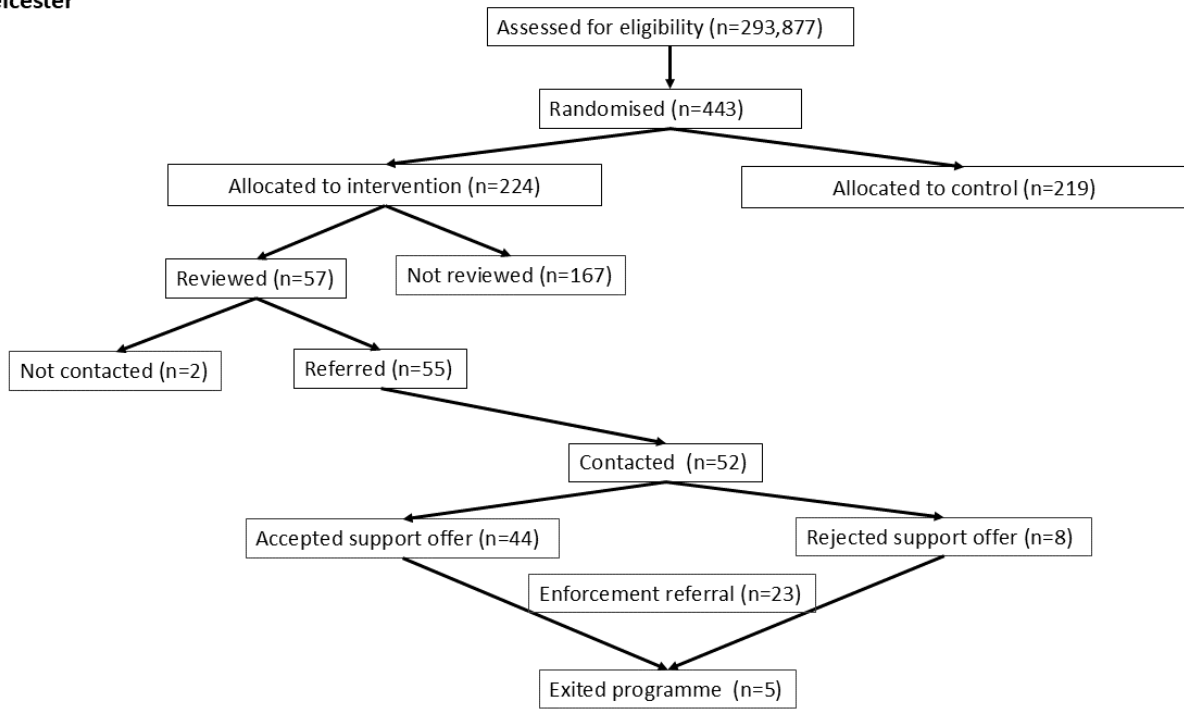 Assessed for eligibility (n=293,877)
Randomised (n=443)
Allocated to intervention (n=224)
Allocated to control (n=219)
Reviewed (n=57)
Not reviewed (n=167)
Not contacted (n=2)
Referred (n=55)
Contacted (n=52)
Accepted support offer (n=44)
Rejected support offer (n=8)
Enforcement referral (n=23)
Exited programme (n=5)